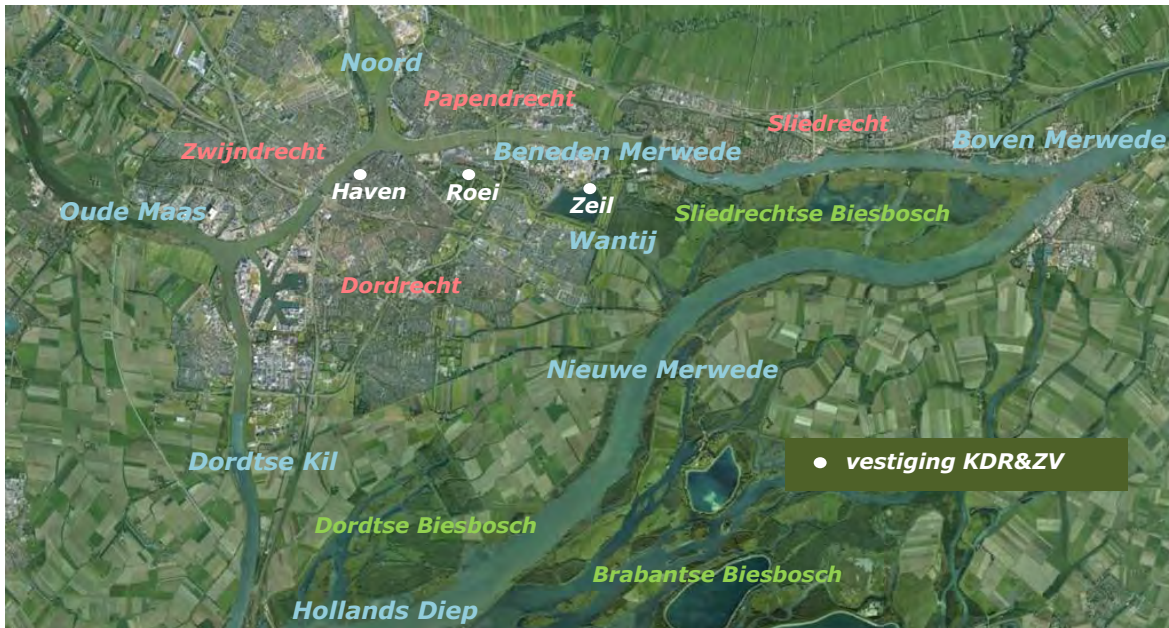 Noord
Papendrecht
Sliedrecht
Zwijndrecht
Beneden Merwede
Boven Merwede
Haven
Roei
Zeil
Oude Maas
Sliedrechtse Biesbosch
Wantij
Dordrecht
Nieuwe Merwede
Dordtse Kil
vestiging KDR&ZV
Dordtse Biesbosch
Brabantse Biesbosch
Hollands Diep